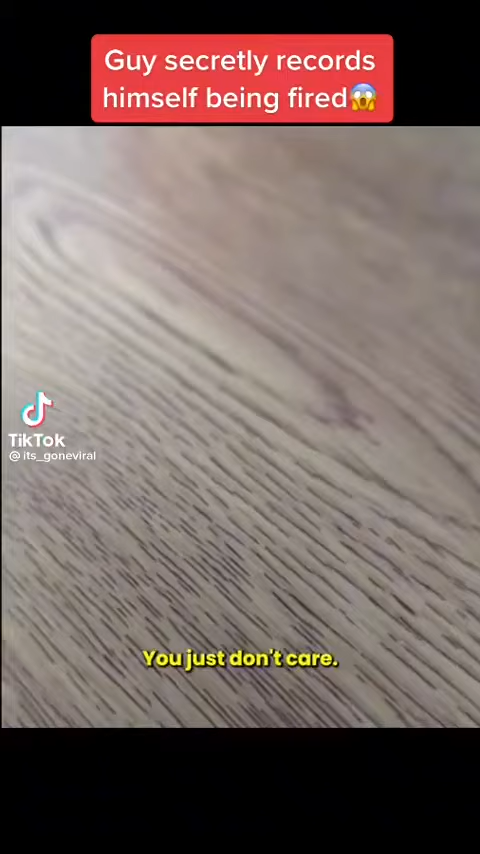 Guy secretly records
himself being fired😱
TikTok
@its_goneviral
You just don't care.